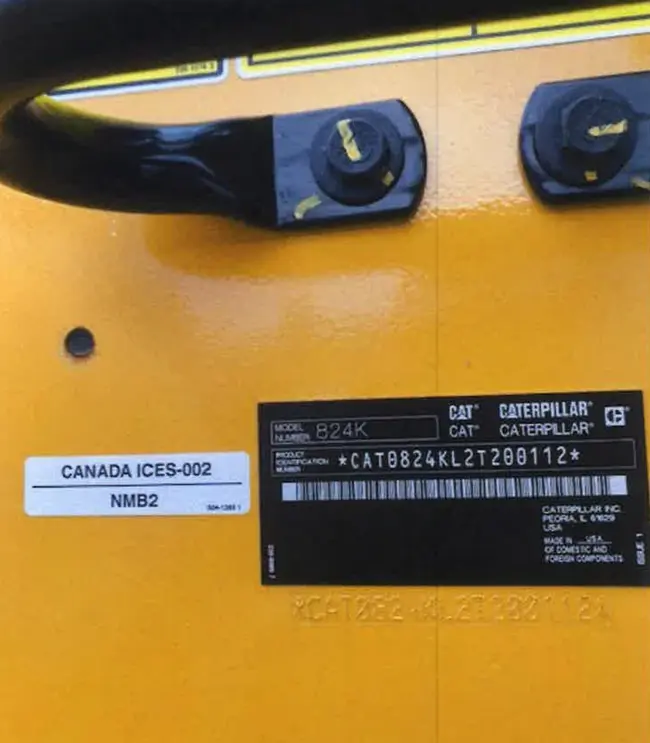 CANADA ICES-002
NMB2
MODEL NUMBER 824K
CAT® CATERPILLAR®
CAT® CATERPILLAR®
PRODUCT IDENTIFICATION NUMBER *CAT0824KL2T200112*
CATERPILLAR INC.
PEORIA, IL 61629
USA
MADE IN USA
OF DOMESTIC AND
FOREIGN COMPONENTS
ISSUE 1